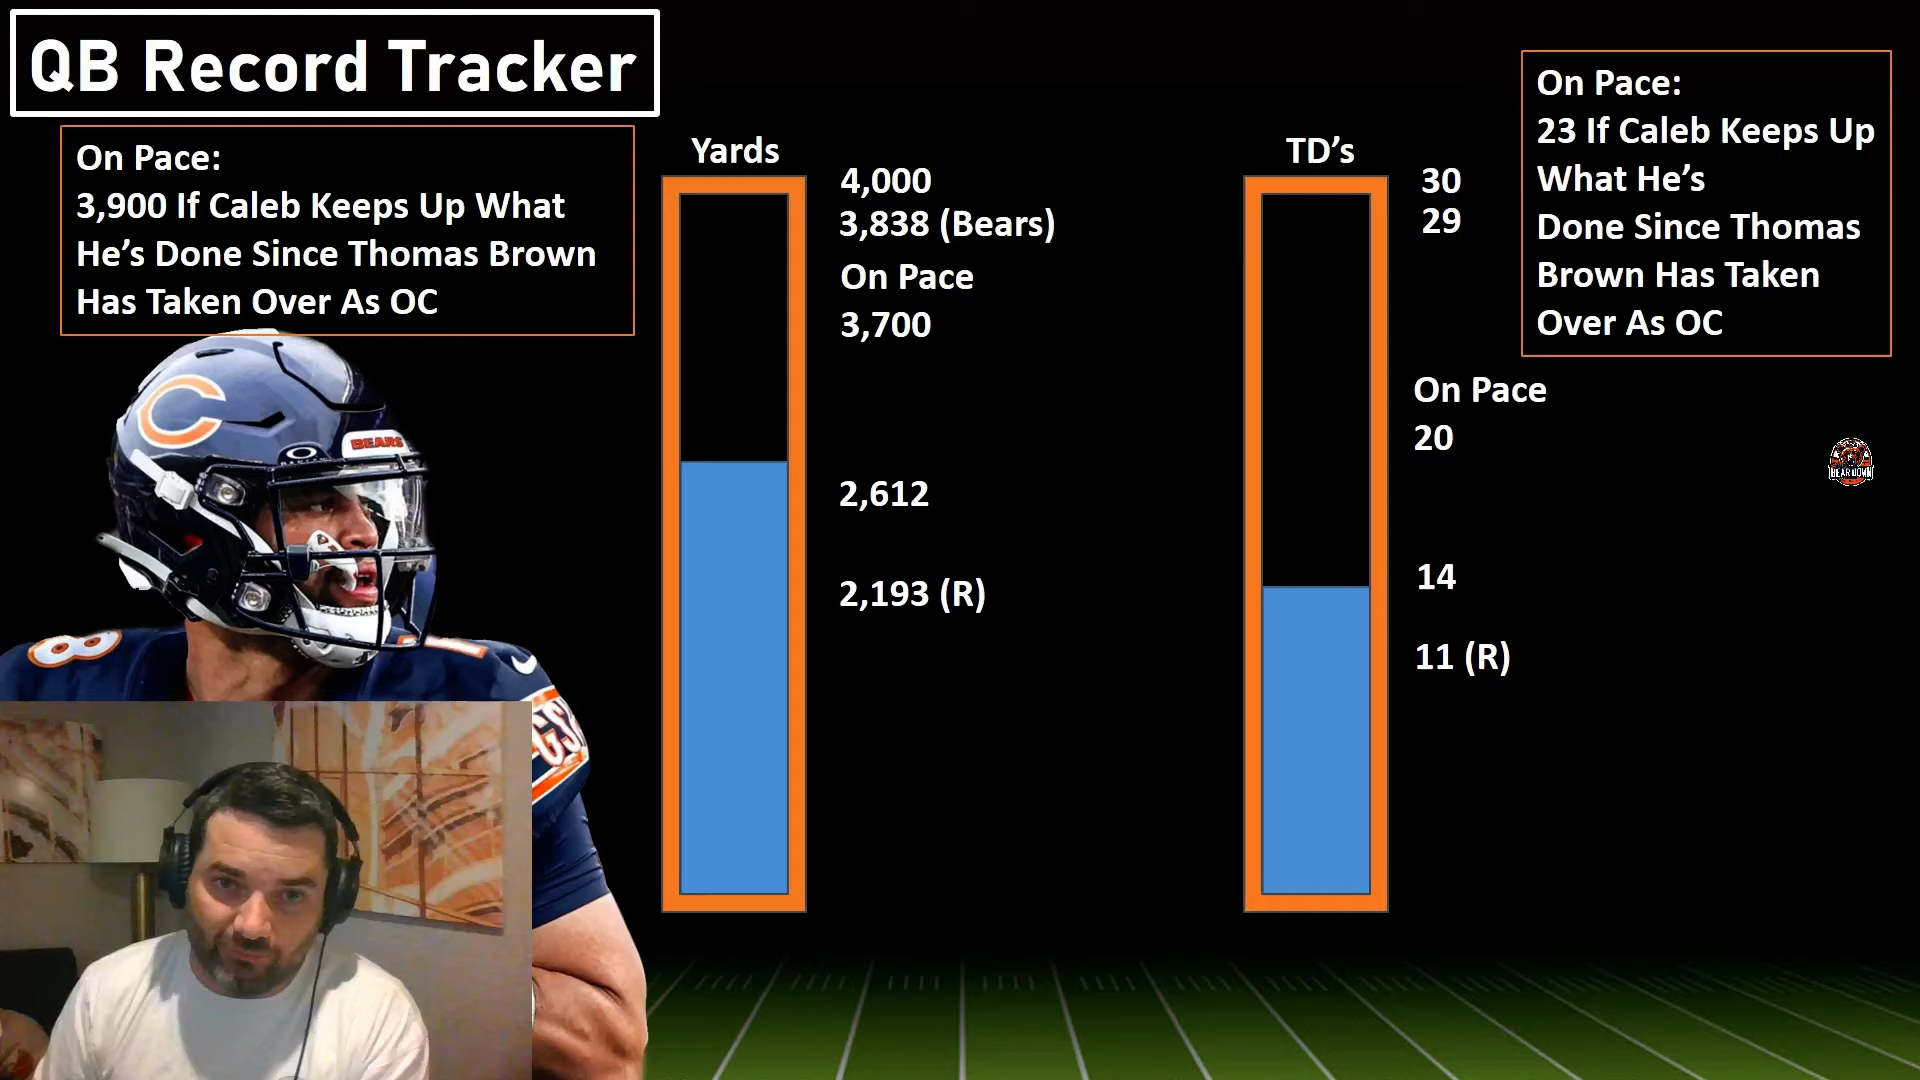 QB Record Tracker
On Pace:
3,900 If Caleb Keeps Up What
He's Done Since Thomas Brown
Has Taken Over As OC
Yards
4,000
3,838 (Bears)
On Pace
3,700
2,612
2,193 (R)
TD's
30
29
On Pace
20
14
11 (R)
On Pace:
23 If Caleb Keeps Up
What He's
Done Since Thomas
Brown Has Taken
Over As OC
BEARS
8
BEAR DOWN